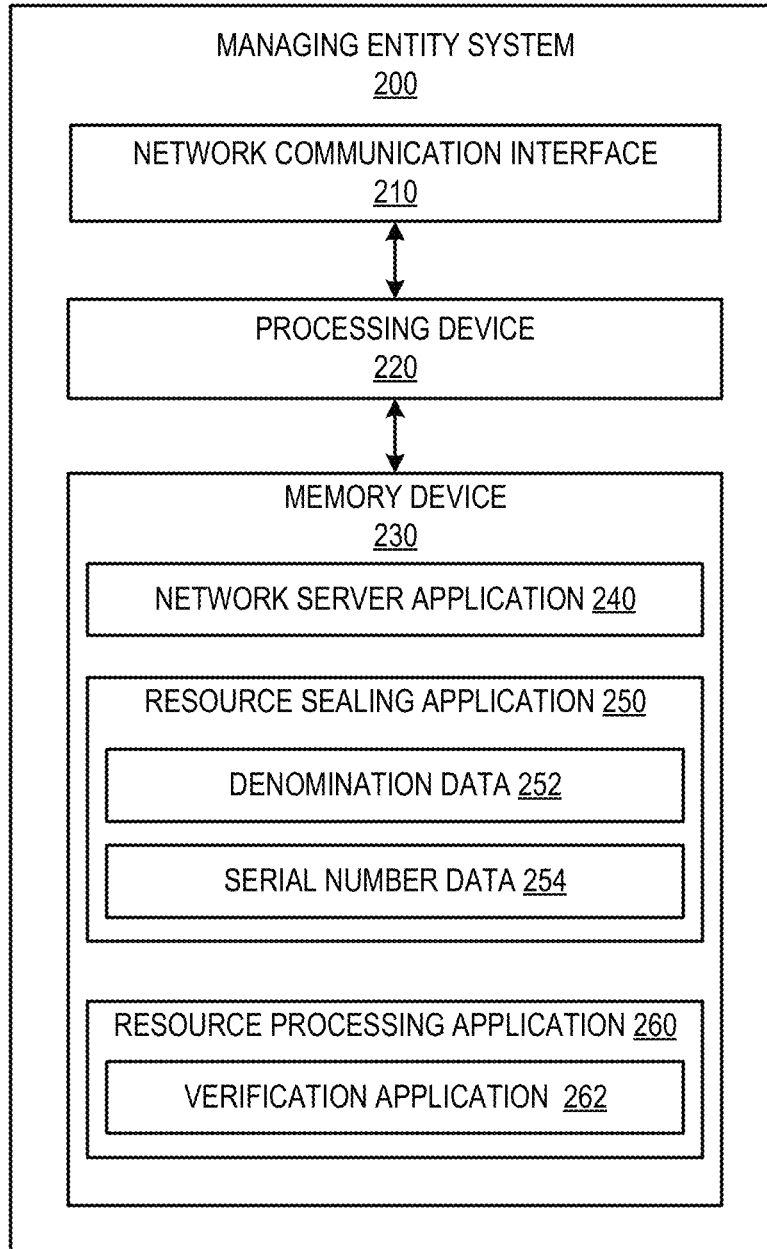 MANAGING ENTITY SYSTEM
200
NETWORK COMMUNICATION INTERFACE
210
PROCESSING DEVICE
220
MEMORY DEVICE
230
NETWORK SERVER APPLICATION 240
RESOURCE SEALING APPLICATION 250
DENOMINATION DATA 252
SERIAL NUMBER DATA 254
RESOURCE PROCESSING APPLICATION 260
VERIFICATION APPLICATION 262